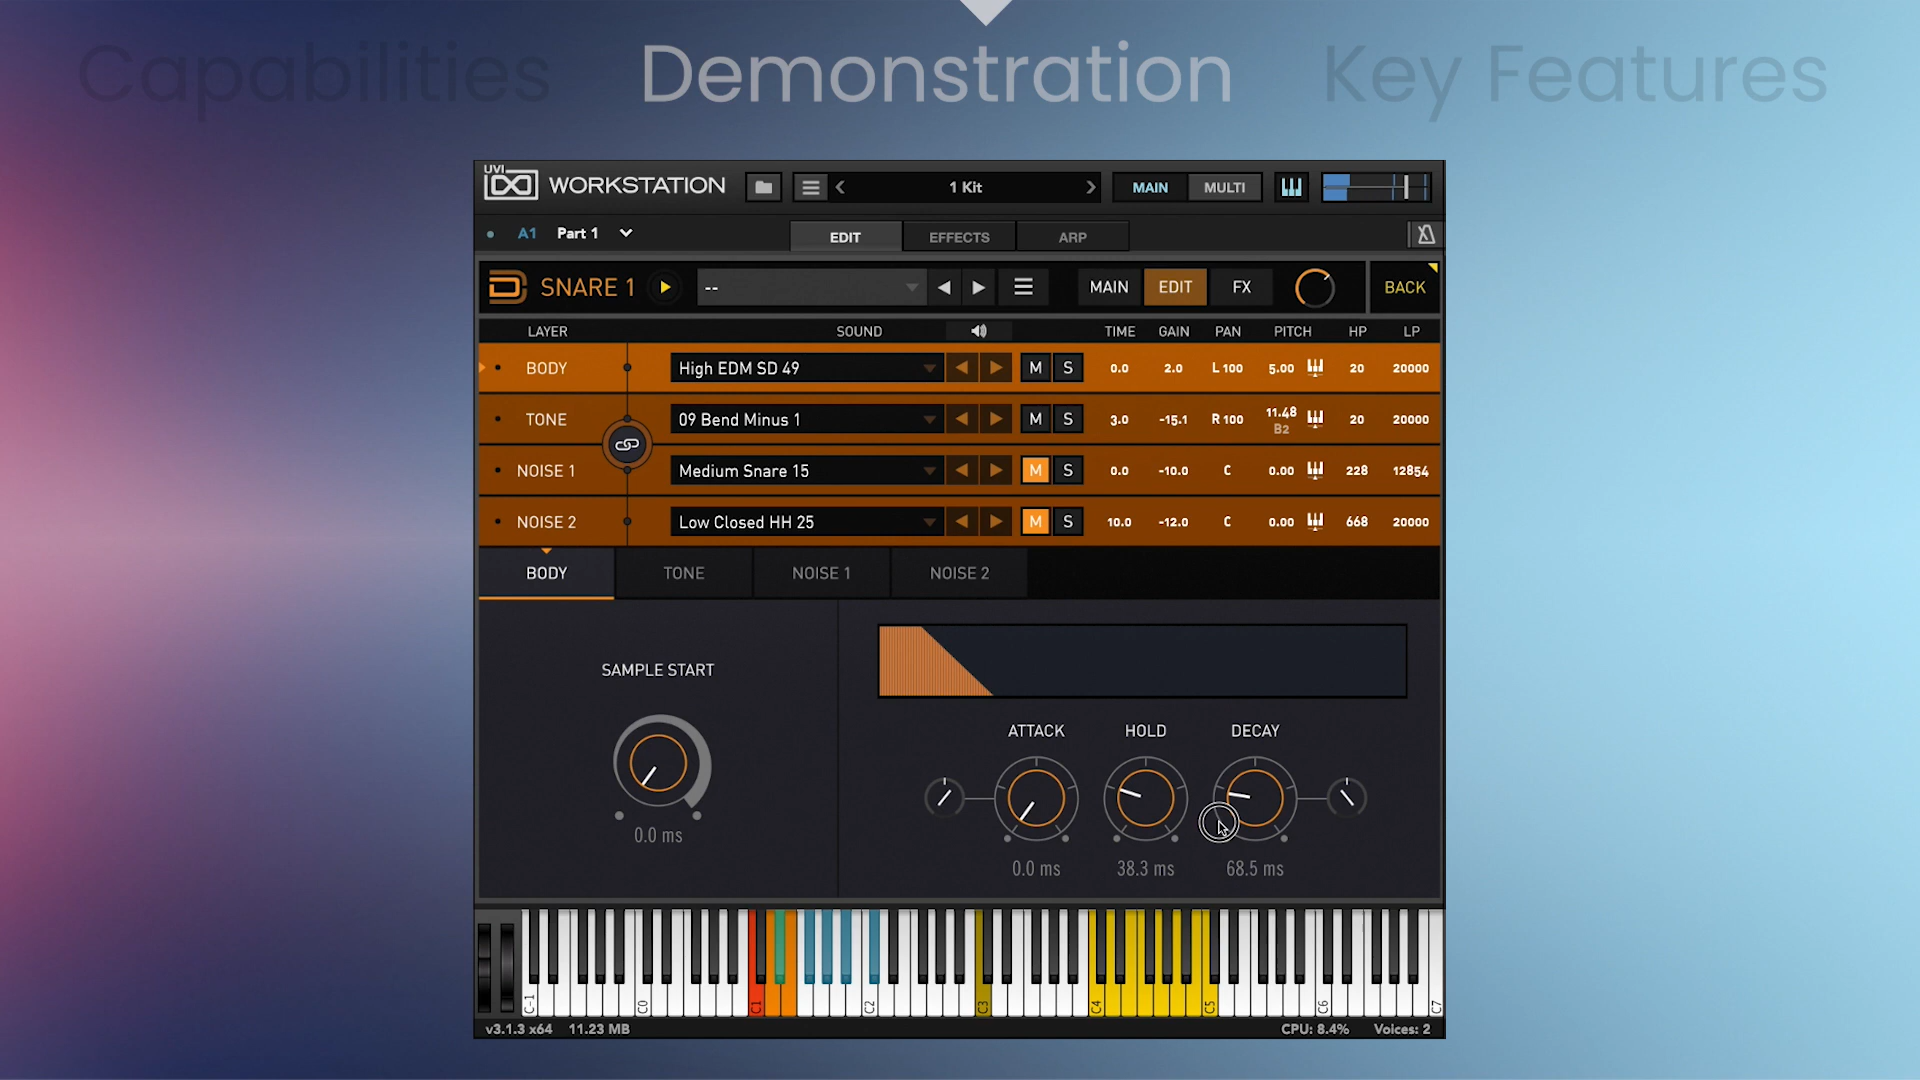 Capabilities Demonstration Key Features
UVI WORKSTATION 1 Kit MAIN MULTI
A1 Part 1 EDIT EFFECTS ARP
SNARE 1 -- MAIN EDIT FX BACK
LAYER SOUND TIME GAIN PAN PITCH HP LP
BODY High EDM SD 49 M S 0.0 2.0 L 100 5.00 20 20000
TONE 09 Bend Minus 1 M S 3.0 -15.1 R 100 11.48 20 20000
B2
NOISE 1 Medium Snare 15 M S 0.0 -10.0 C 0.00 228 12854
NOISE 2 Low Closed HH 25 M S 10.0 -12.0 C 0.00 668 20000
BODY TONE NOISE 1 NOISE 2
SAMPLE START
ATTACK HOLD DECAY
0.0 ms
0.0 ms 38.3 ms 68.5 ms
C-1 C0 C1 C2 C3 C4 C5 C6 C7
v3.1.3 x64 11.23 MB CPU: 8.4% Voices: 2